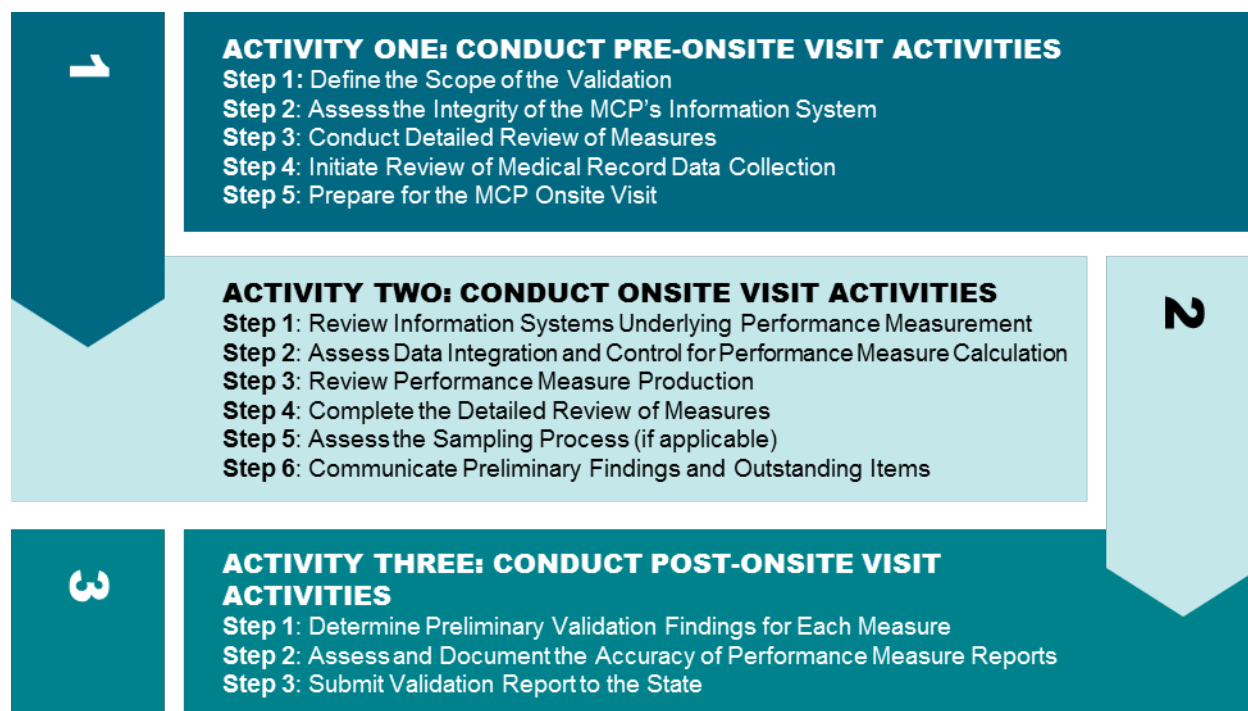 1
ACTIVITY ONE: CONDUCT PRE-ONSITE VISIT ACTIVITIES
Step 1: Define the Scope of the Validation
Step 2: Assess the Integrity of the MCP's Information System
Step 3: Conduct Detailed Review of Measures
Step 4: Initiate Review of Medical Record Data Collection
Step 5: Prepare for the MCP Onsite Visit
ACTIVITY TWO: CONDUCT ONSITE VISIT ACTIVITIES
Step 1: Review Information Systems Underlying Performance Measurement
Step 2: Assess Data Integration and Control for Performance Measure Calculation
Step 3: Review Performance Measure Production
Step 4: Complete the Detailed Review of Measures
Step 5: Assess the Sampling Process (if applicable)
Step 6: Communicate Preliminary Findings and Outstanding Items
2
3
ACTIVITY THREE: CONDUCT POST-ONSITE VISIT
ACTIVITIES
Step 1: Determine Preliminary Validation Findings for Each Measure
Step 2: Assess and Document the Accuracy of Performance Measure Reports
Step 3: Submit Validation Report to the State